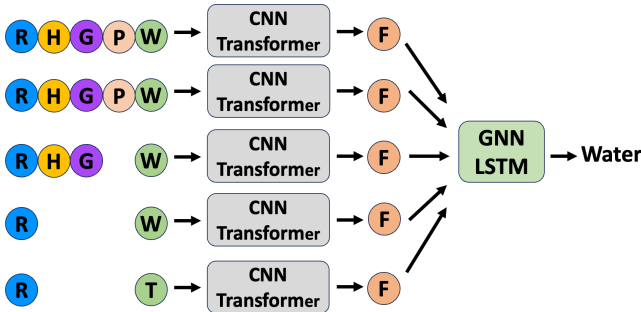 R H G P W CNN Transformer F
R H G P W CNN Transformer F
R H G W CNN Transformer F
GNN LSTM Water
R W CNN Transformer F
R T CNN Transformer F